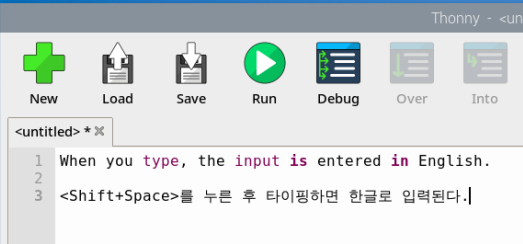 Thonny - <un
New Load Save Run Debug Over Into
<untitled> *
1 When you type, the input is entered in English.
2
3 <Shift+Space>를 누른 후 타이핑하면 한글로 입력된다.